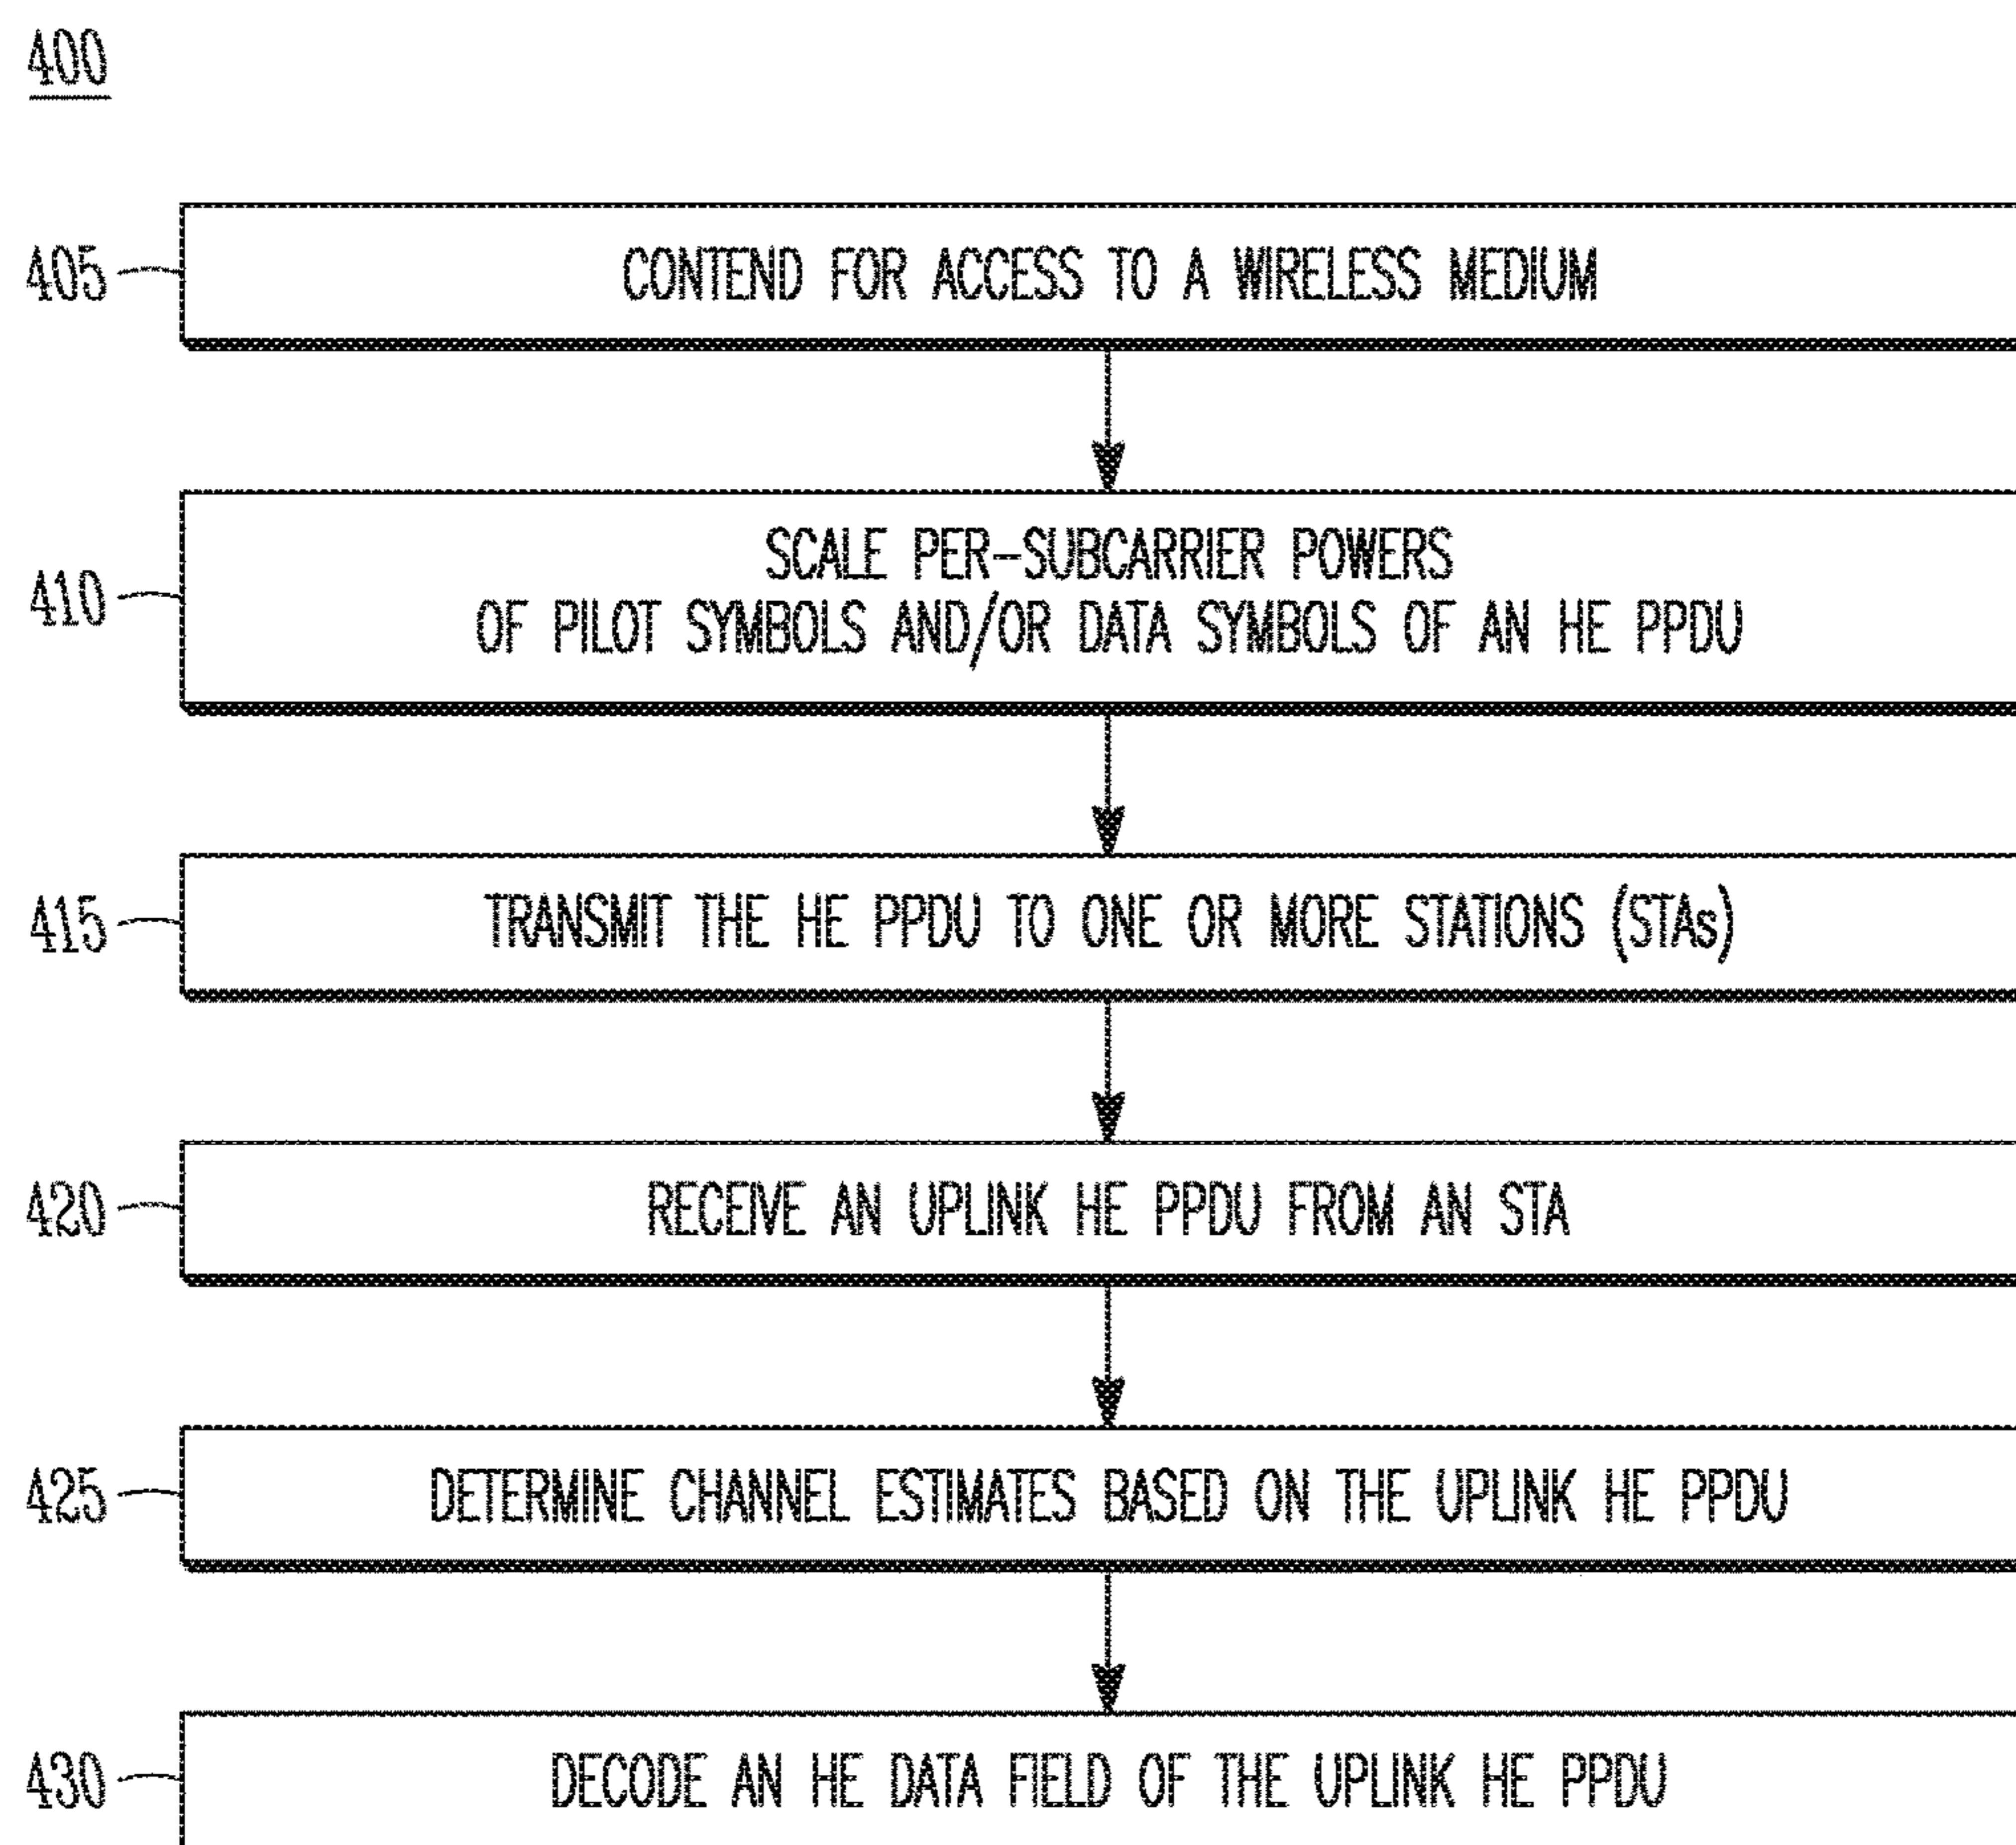 400
405
CONTEND FOR ACCESS TO A WIRELESS MEDIUM
410
SCALE PER-SUBCARRIER POWERS
OF PILOT SYMBOLS AND/OR DATA SYMBOLS OF AN HE PPDU
415
TRANSMIT THE HE PPDU TO ONE OR MORE STATIONS (STAs)
420
RECEIVE AN UPLINK HE PPDU FROM AN STA
425
DETERMINE CHANNEL ESTIMATES BASED ON THE UPLINK HE PPDU
430
DECODE AN HE DATA FIELD OF THE UPLINK HE PPDU